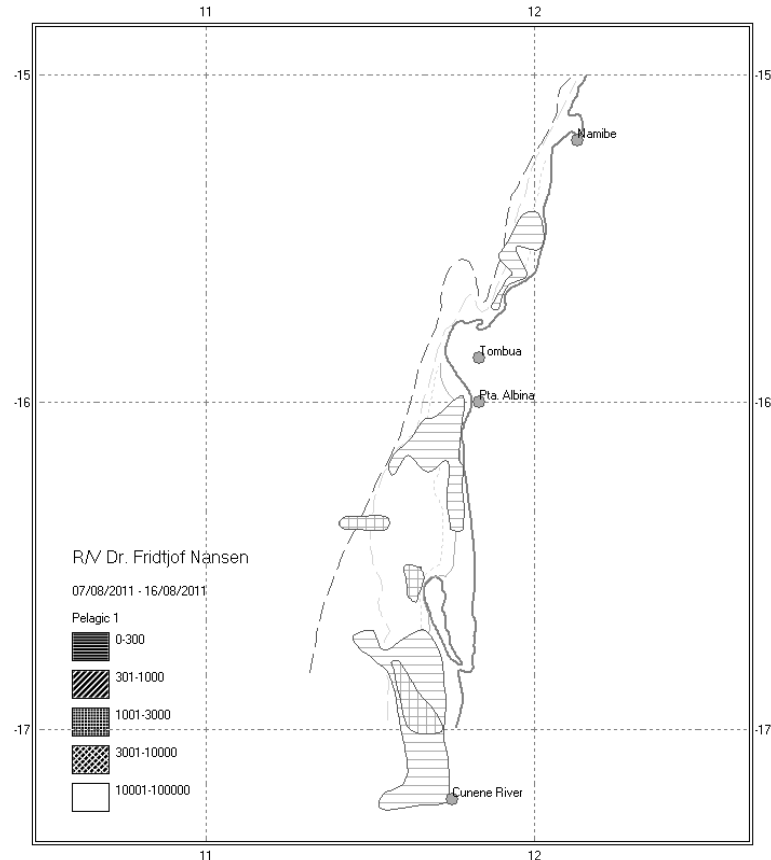 11 12
-15 -15
Namibe
Tombua
Pta. Albina
-16 -16
R/V Dr. Fridtjof Nansen
07/08/2011 - 16/08/2011
Pelagic 1
0-300
301-1000
1001-3000
3001-10000
10001-100000
-17 -17
Cunene River
11 12